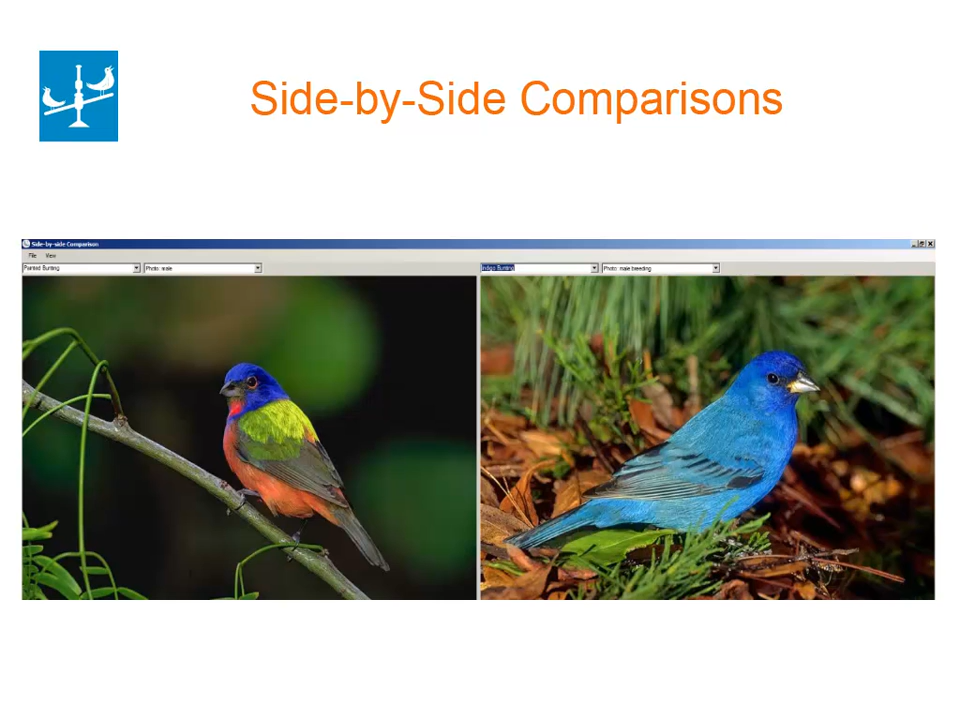 Side-by-Side Comparisons
Side-by-side Comparison
File View
Painted Bunting Photo: male Indigo Bunting Photo: male breeding